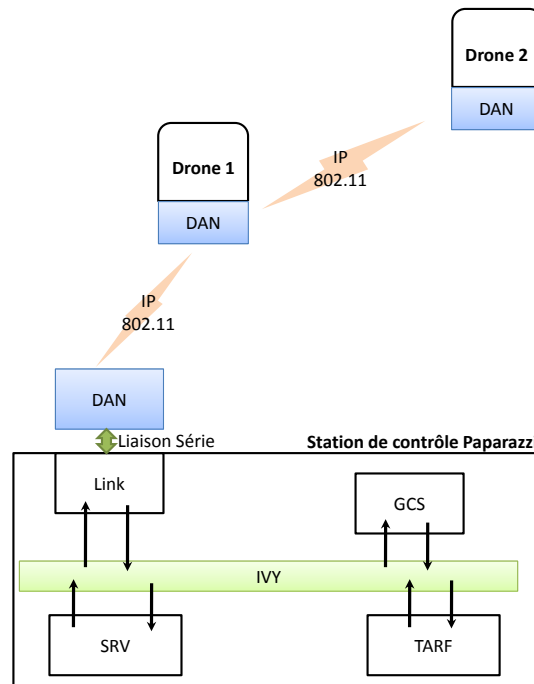 Drone 2
DAN
IP
802.11
Drone 1
DAN
IP
802.11
DAN
Liaison Série
Station de contrôle Paparazz
Link
GCS
IVY
SRV
TARF